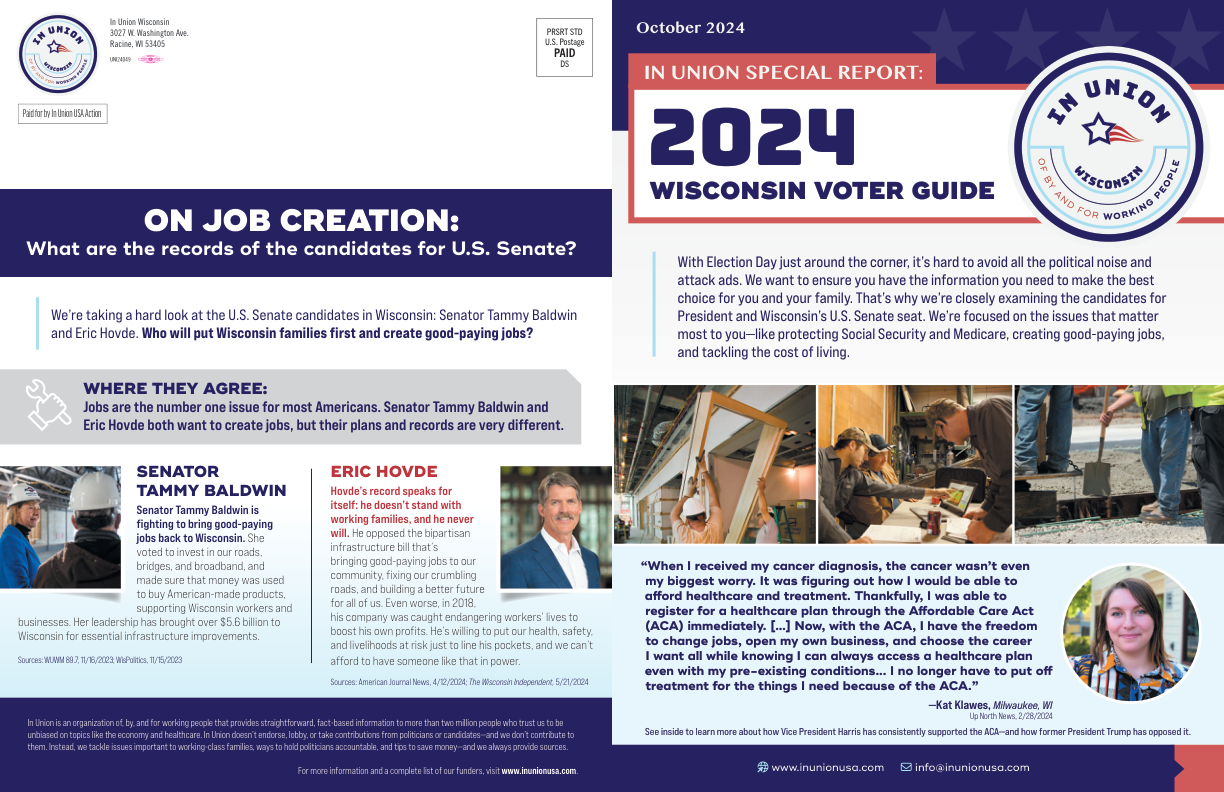 IN UNION
WISCONSIN
OF BY AND FOR WORKING PEOPLE
In Union Wisconsin
3027 W. Washington Ave.
Racine, WI 53405
UNI24049
Paid for by In Union USA Action
PRSRT STD
U.S. Postage
PAID
DS
ON JOB CREATION:
What are the records of the candidates for U.S. Senate?
We're taking a hard look at the U.S. Senate candidates in Wisconsin: Senator Tammy Baldwin
and Eric Hovde. Who will put Wisconsin families first and create good-paying jobs?
WHERE THEY AGREE:
Jobs are the number one issue for most Americans. Senator Tammy Baldwin and
Eric Hovde both want to create jobs, but their plans and records are very different.
SENATOR
TAMMY BALDWIN
Senator Tammy Baldwin is
fighting to bring good-paying
jobs back to Wisconsin. She
voted to invest in our roads,
bridges, and broadband, and
made sure that money was used
to buy American-made products,
supporting Wisconsin workers and
businesses. Her leadership has brought over $5.6 billion to
Wisconsin for essential infrastructure improvements.
Sources: WUWM 89.7, 11/16/2023; WisPolitics, 11/15/2023
ERIC HOVDE
Hovde's record speaks for
itself: he doesn't stand with
working families, and he never
will. He opposed the bipartisan
infrastructure bill that's
bringing good-paying jobs to our
community, fixing our crumbling
roads, and building a better future
for all of us. Even worse, in 2018,
his company was caught endangering workers' lives to
boost his own profits. He's willing to put our health, safety,
and livelihoods at risk just to line his pockets, and we can't
afford to have someone like that in power.
Sources: American Journal News, 4/12/2024; The Wisconsin Independent, 5/21/2024
In Union is an organization of, by, and for working people that provides straightforward, fact-based information to more than two million people who trust us to be
unbiased on topics like the economy and healthcare. In Union doesn't endorse, lobby, or take contributions from politicians or candidates—and we don't contribute to
them. Instead, we tackle issues important to working-class families, ways to hold politicians accountable, and tips to save money—and we always provide sources.
For more information and a complete list of our funders, visit www.inunionusa.com.
October 2024
IN UNION SPECIAL REPORT:
2024
WISCONSIN VOTER GUIDE
IN UNION
WISCONSIN
OF BY AND FOR WORKING PEOPLE
With Election Day just around the corner, it's hard to avoid all the political noise and
attack ads. We want to ensure you have the information you need to make the best
choice for you and your family. That's why we're closely examining the candidates for
President and Wisconsin's U.S. Senate seat. We're focused on the issues that matter
most to you—like protecting Social Security and Medicare, creating good-paying jobs,
and tackling the cost of living.
"When I received my cancer diagnosis, the cancer wasn't even
my biggest worry. It was figuring out how I would be able to
afford healthcare and treatment. Thankfully, I was able to
register for a healthcare plan through the Affordable Care Act
(ACA) immediately. [...] Now, with the ACA, I have the freedom
to change jobs, open my own business, and choose the career
I want all while knowing I can always access a healthcare plan
even with my pre-existing conditions... I no longer have to put off
treatment for the things I need because of the ACA."
—Kat Klawes, Milwaukee, WI
Up North News, 2/28/2024
See inside to learn more about how Vice President Harris has consistently supported the ACA—and how former President Trump has opposed it.
www.inunionusa.com
info@inunionusa.com